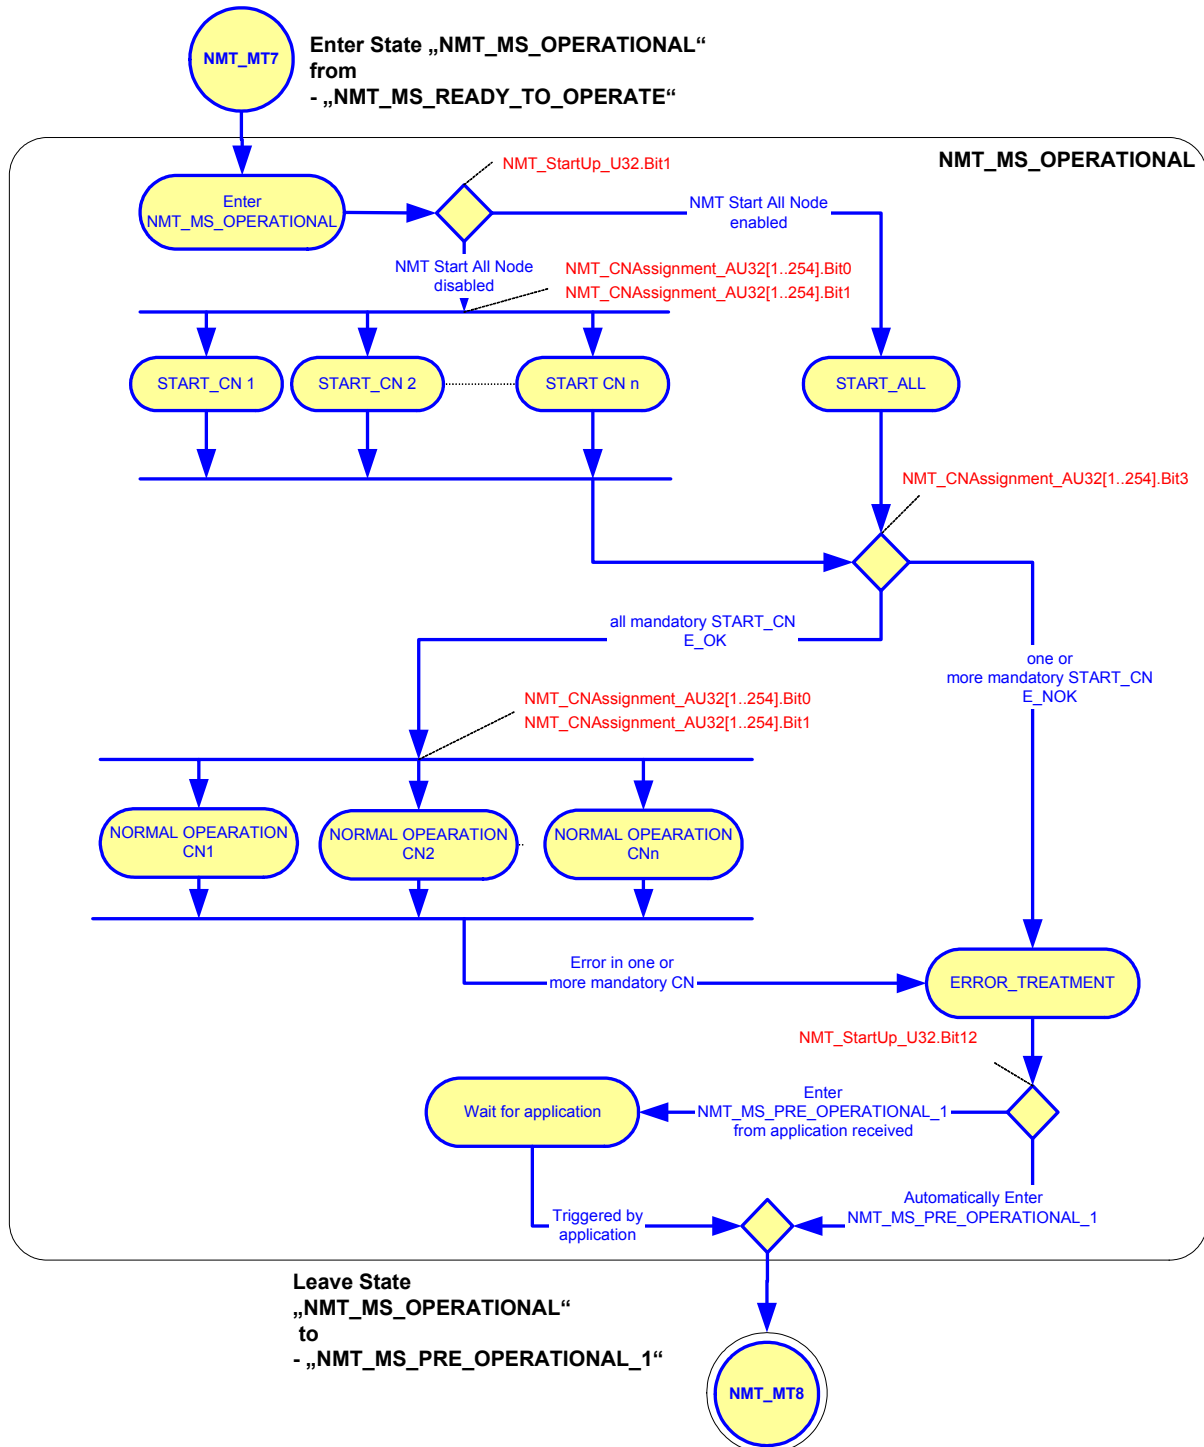 NMT_MT7
Enter State „NMT_MS_OPERATIONAL“
from
- „NMT_MS_READY_TO_OPERATE“
NMT_MS_OPERATIONAL
NMT_StartUp_U32.Bit1
Enter
NMT_MS_OPERATIONAL
NMT Start All Node
enabled
NMT Start All Node
disabled
NMT_CNAssignment_AU32[1..254].Bit0
NMT_CNAssignment_AU32[1..254].Bit1
START_CN 1
START_CN 2
START CN n
START_ALL
NMT_CNAssignment_AU32[1..254].Bit3
all mandatory START_CN
E_OK
one or
more mandatory START_CN
E_NOK
NMT_CNAssignment_AU32[1..254].Bit0
NMT_CNAssignment_AU32[1..254].Bit1
NORMAL OPEARATION
CN1
NORMAL OPEARATION
CN2
NORMAL OPEARATION
CNn
Error in one or
more mandatory CN
ERROR_TREATMENT
NMT_StartUp_U32.Bit12
Wait for application
Enter
NMT_MS_PRE_OPERATIONAL_1
from application received
Automatically Enter
NMT_MS_PRE_OPERATIONAL_1
Triggered by
application
Leave State
„NMT_MS_OPERATIONAL“
to
- „NMT_MS_PRE_OPERATIONAL_1“
NMT_MT8